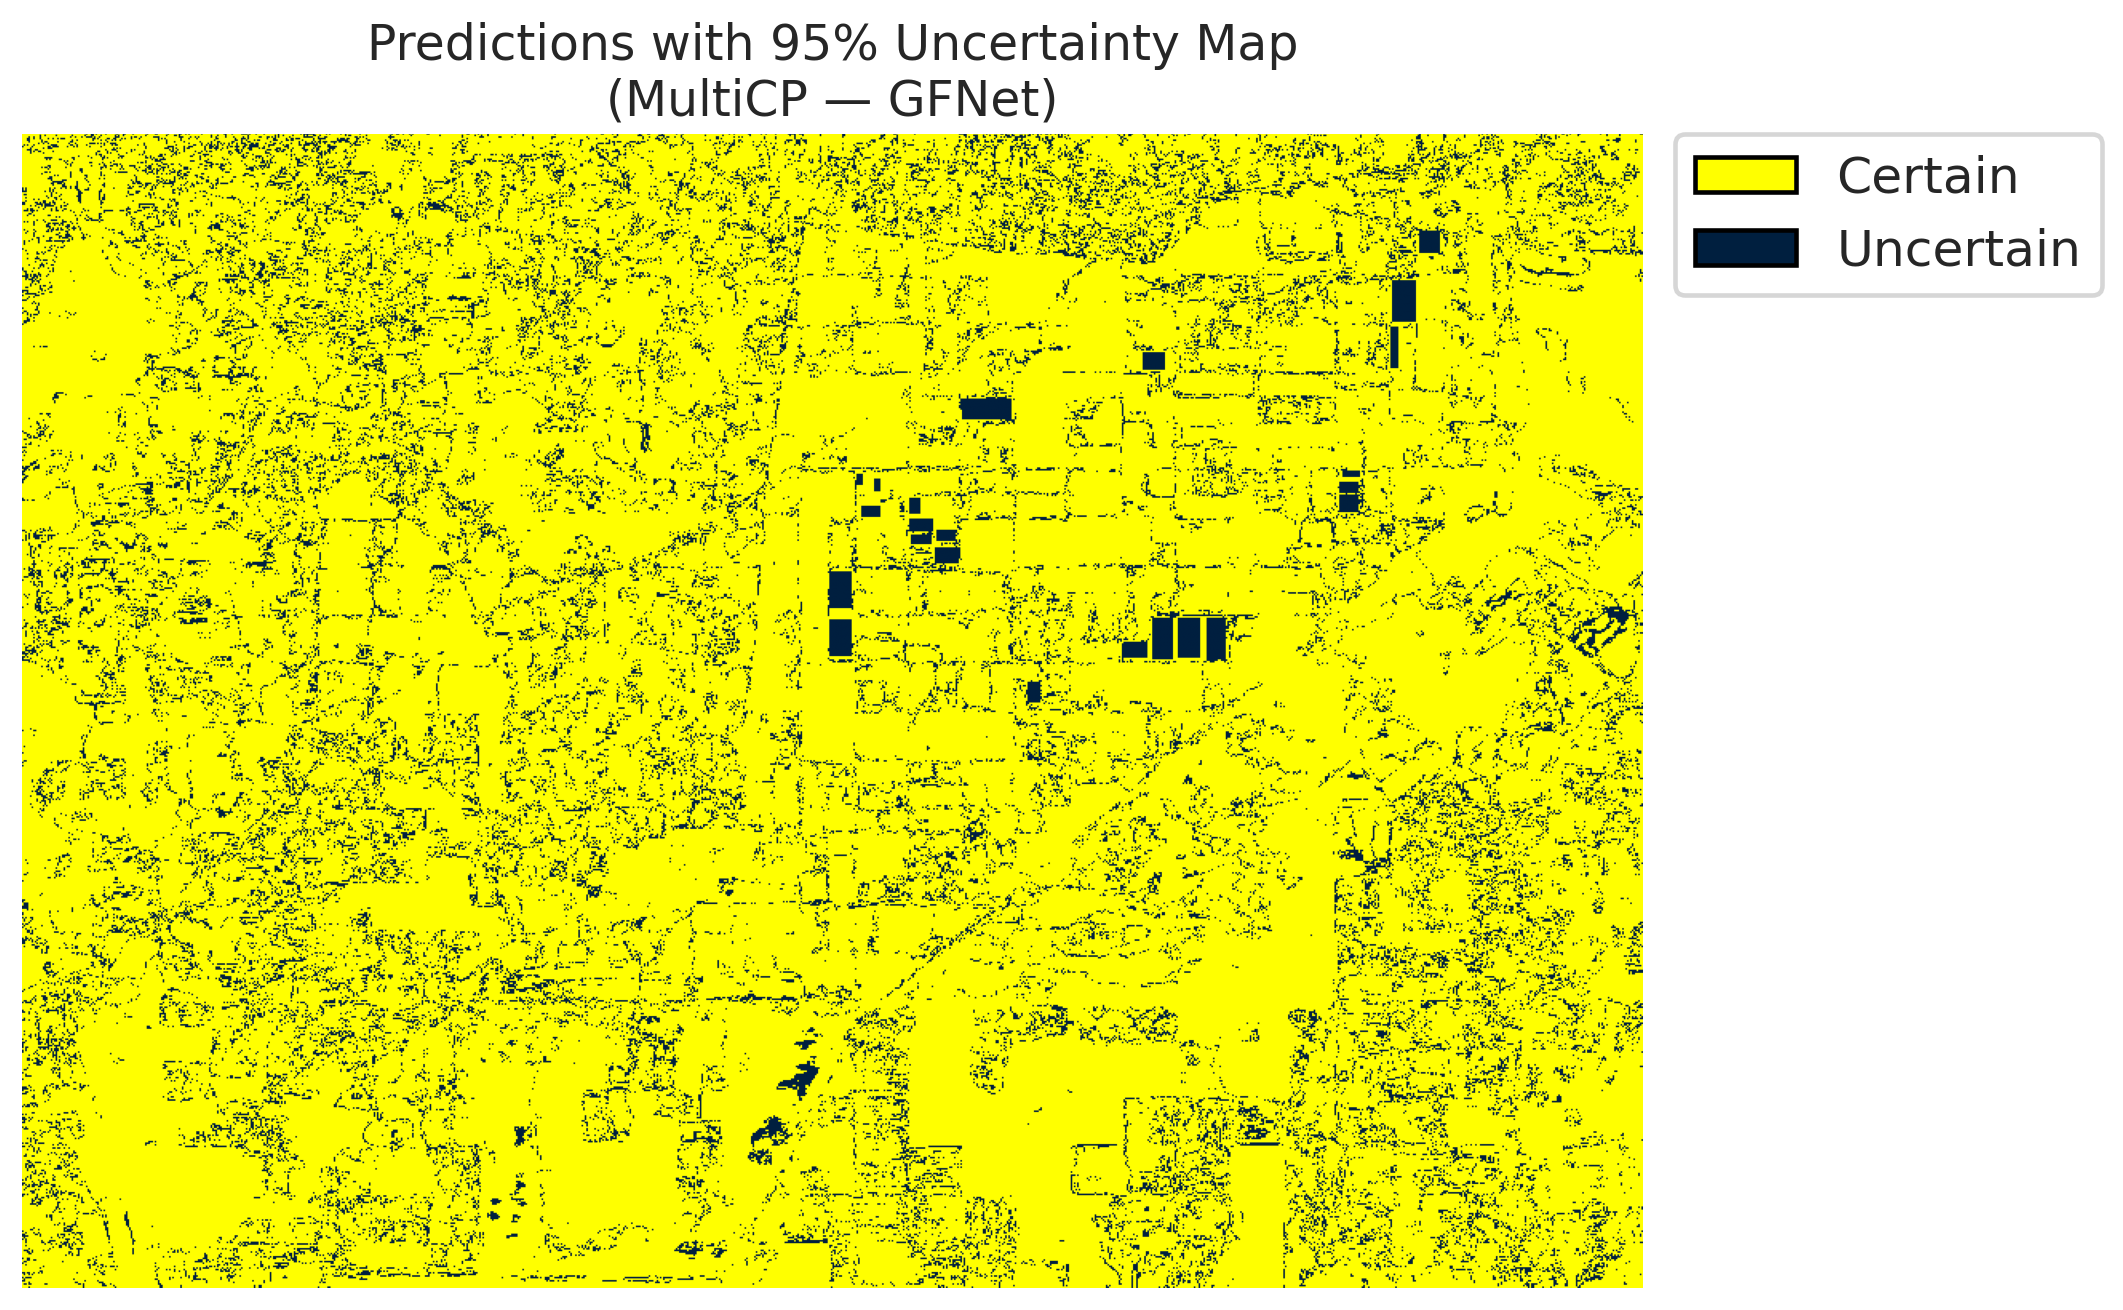 Predictions with 95% Uncertainty Map
(MultiCP — GFNet)
Certain
Uncertain